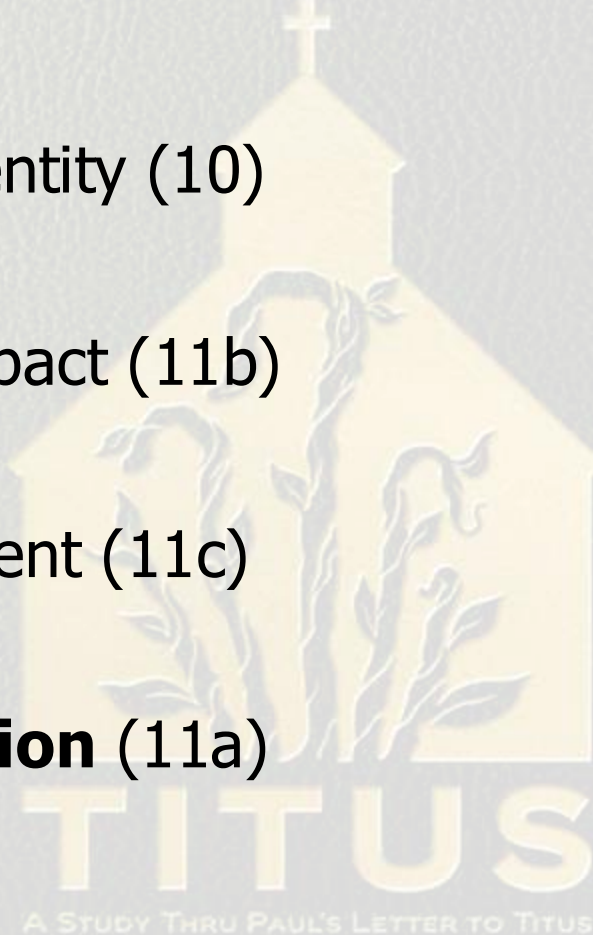 entity (10)
pact (11b)
ent (11c)
ion (11a)
TITUS
A STUDY THRU PAUL'S LETTER TO TITUS